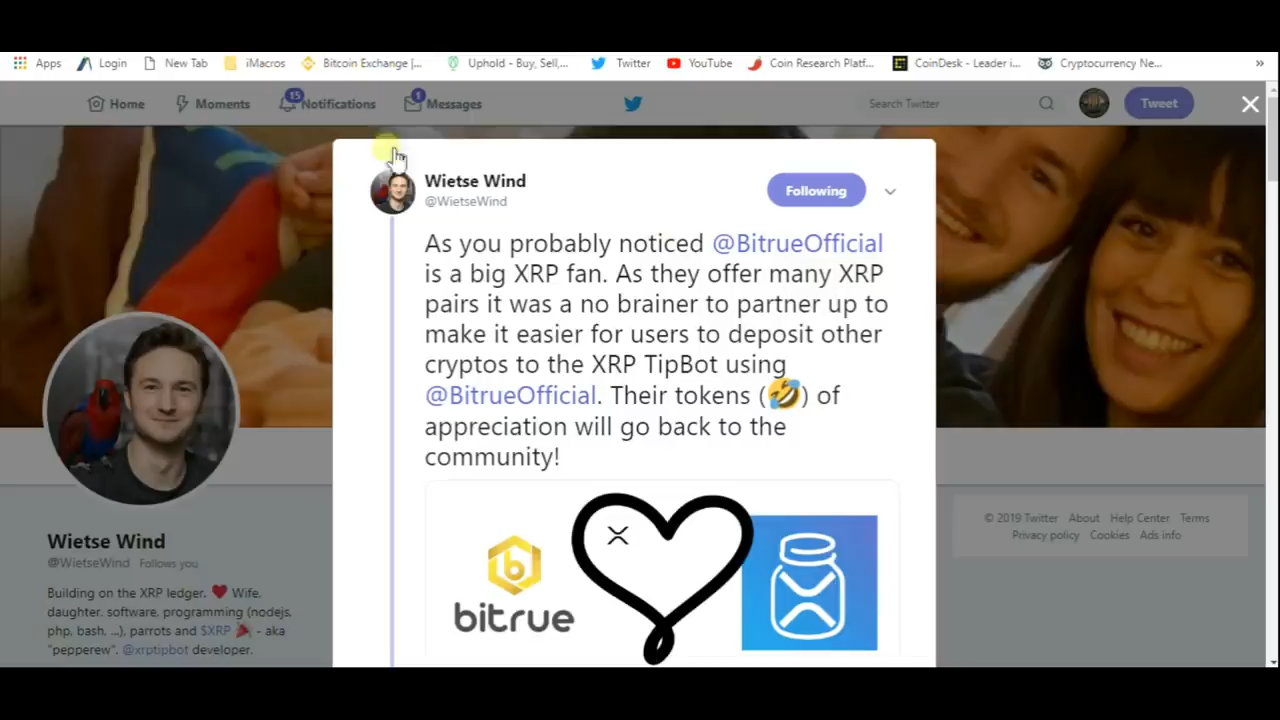 Apps Login New Tab iMacros Bitcoin Exchange |... Uphold - Buy, Sell,... Twitter YouTube Coin Research Platf... CoinDesk - Leader i... Cryptocurrency Ne... »
Home Moments 15 Notifications 1 Messages Search Twitter Tweet
Wietse Wind
@WietseWind
Following
As you probably noticed @BitrueOfficial
is a big XRP fan. As they offer many XRP
pairs it was a no brainer to partner up to
make it easier for users to deposit other
cryptos to the XRP TipBot using
@BitrueOfficial. Their tokens (🤣) of
appreciation will go back to the
community!
bitrue
Wietse Wind
@WietseWind Follows you
Building on the XRP ledger. ❤️ Wife,
daughter, software, programming (nodejs,
php, bash, ...), parrots and $XRP 🎉 - aka
"pepperew". @xrptipbot developer.
© 2019 Twitter About Help Center Terms
Privacy policy Cookies Ads info